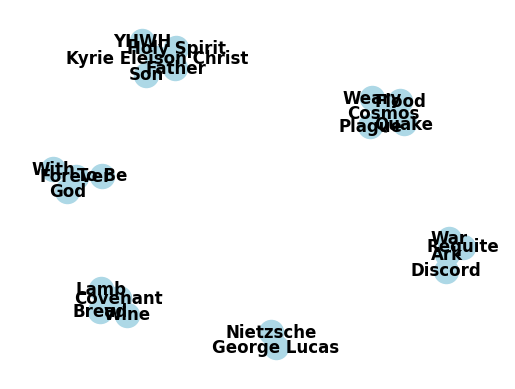 YHWH
Holy Spirit
Kyrie Eleison Christ
Father
Son
Weary
Flood
Cosmos
Plague
Quake
With
Forever
To Be
God
War
Requite
Ark
Discord
Lamb
Covenant
Bread
Wine
Nietzsche
George Lucas